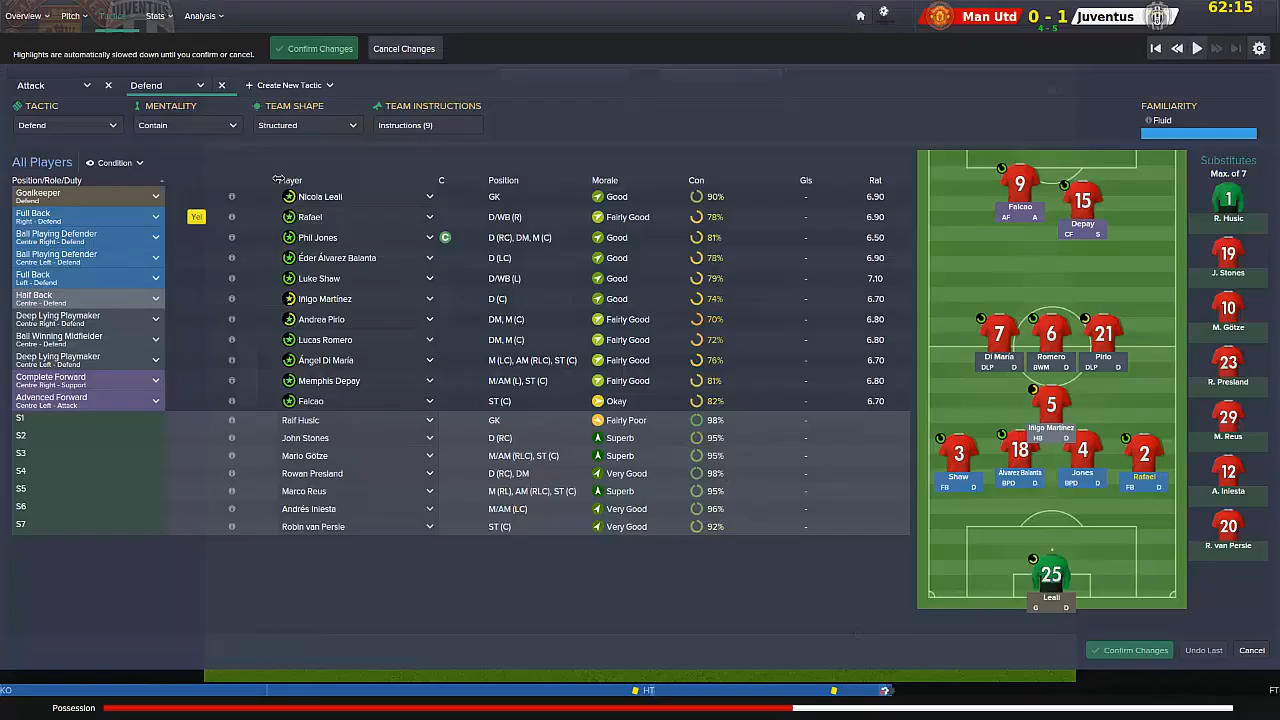 Overview Pitch Tactics Stats Analysis
Man Utd 0 - 1 Juventus 62:15
4 - 5
Highlights are automatically slowed down until you confirm or cancel. Confirm Changes Cancel Changes
Attack Defend + Create New Tactic
TACTIC MENTALITY TEAM SHAPE TEAM INSTRUCTIONS FAMILIARITY
Defend Contain Structured Instructions (9) Fluid
All Players Condition
Position/Role/Duty ayer C Position Morale Con Gls Rat
Goalkeeper
Defend
Nicola Leali GK Good 90% - 6.90
Full Back
Right - Defend
Yel Rafael D/WB (R) Fairly Good 78% - 6.90
Ball Playing Defender
Centre Right - Defend
Phil Jones C D (RC), DM, M (C) Good 81% - 6.50
Ball Playing Defender
Centre Left - Defend
Éder Álvarez Balanta D (LC) Good 78% - 6.90
Full Back
Left - Defend
Luke Shaw D/WB (L) Good 79% - 7.10
Half Back
Centre - Defend
Iñigo Martínez D (C) Good 74% - 6.70
Deep Lying Playmaker
Centre Right - Defend
Andrea Pirlo DM, M (C) Fairly Good 70% - 6.80
Ball Winning Midfielder
Centre - Defend
Lucas Romero DM, M (C) Fairly Good 72% - 6.80
Deep Lying Playmaker
Centre Left - Defend
Ángel Di María M (LC), AM (RLC), ST (C) Fairly Good 76% - 6.70
Complete Forward
Centre Right - Support
Memphis Depay M/AM (L), ST (C) Fairly Good 81% - 6.80
Advanced Forward
Centre Left - Attack
Falcao ST (C) Okay 82% - 6.70
S1 Ralf Husic GK Fairly Poor 98% -
S2 John Stones D (RC) Superb 95% -
S3 Mario Götze M/AM (RLC), ST (C) Superb 95% -
S4 Rowan Presland D (RC), DM Very Good 98% -
S5 Marco Reus M (RL), AM (RLC), ST (C) Superb 95% -
S6 Andrés Iniesta M/AM (LC) Very Good 96% -
S7 Robin van Persie ST (C) Very Good 92% -
9
Falcao
AF A
15
Depay
CF S
7 6 21
Di María Romero Pirlo
DLP D BWM D DLP D
5
Iñigo Martínez
HB D
3 18 4 2
Shaw Álvarez Balanta Jones Rafael
FB D BPD D BPD D FB D
25
Leali
G D
Substitutes
Max. of 7
1
R. Husic
19
J. Stones
10
M. Götze
23
R. Presland
29
M. Reus
12
A. Iniesta
20
R. van Persie
Confirm Changes Undo Last Cancel
KO HT FT
Possession